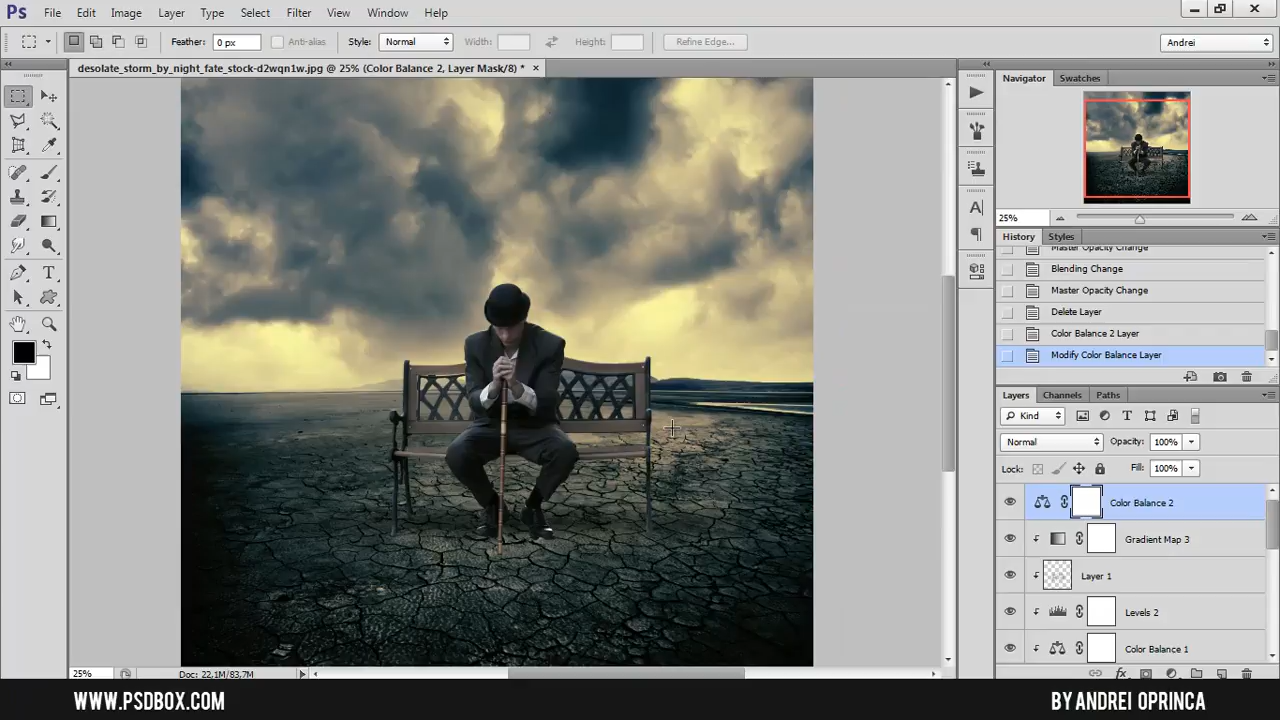 Ps File Edit Image Layer Type Select Filter View Window Help
Feather: 0 px Anti-alias Style: Normal Width: Height: Refine Edge... Andrei
desolate_storm_by_night_fate_stock-d2wqn1w.jpg @ 25% (Color Balance 2, Layer Mask/8) *
Navigator Swatches
25%
History Styles
Master Opacity Change
Blending Change
Master Opacity Change
Delete Layer
Color Balance 2 Layer
Modify Color Balance Layer
Layers Channels Paths
Kind
Normal Opacity: 100%
Lock: Fill: 100%
Color Balance 2
Gradient Map 3
Layer 1
Levels 2
Color Balance 1
25% Doc: 22,1M/83,7M
WWW.PSDBOX.COM BY ANDREI OPRINCA